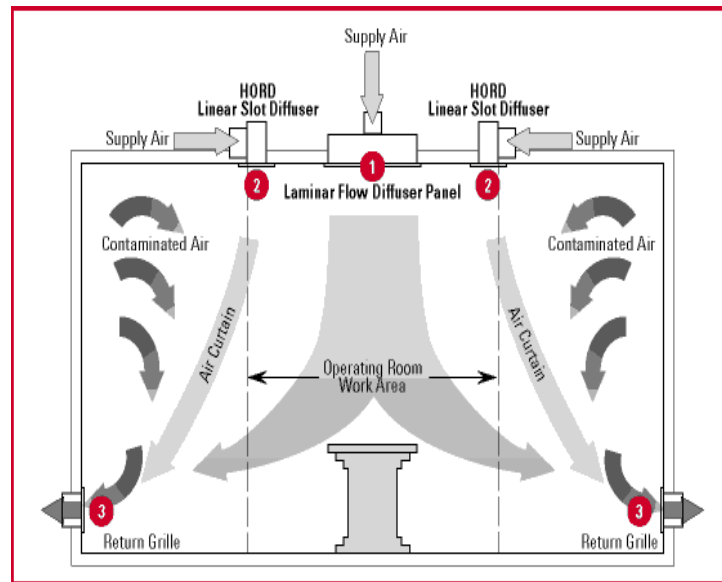 Supply Air
HORD
Linear Slot Diffuser
HORD
Linear Slot Diffuser
Supply Air
Supply Air
1
2
2
Laminar Flow Diffuser Panel
Contaminated Air
Contaminated Air
Air Curtain
Air Curtain
Operating Room
Work Area
3
3
Return Grille
Return Grille